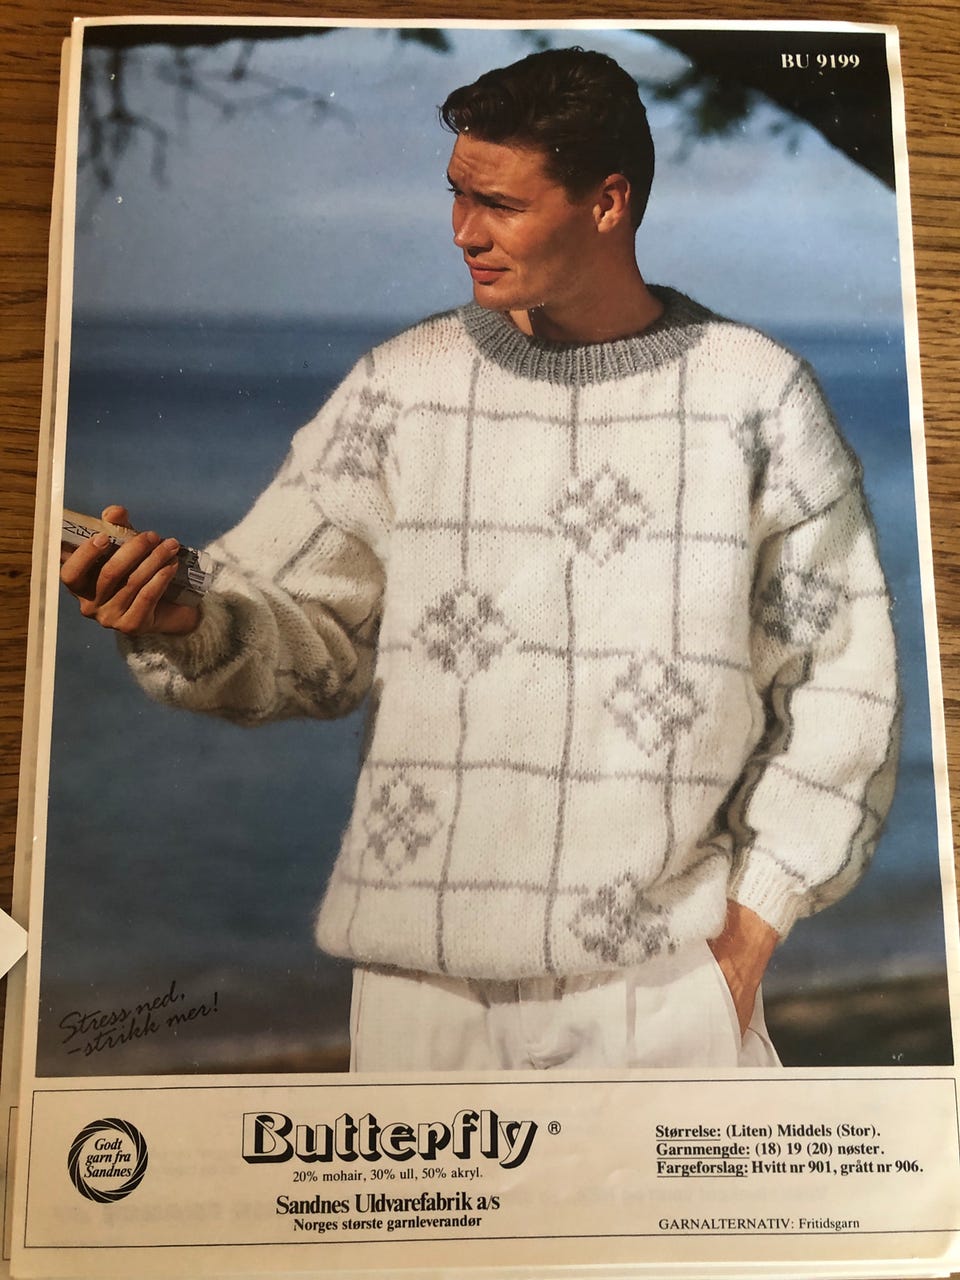 BU 9199
Stress ned,
-strikk mer!
Godt
garn fra
Sandnes
Butterfly ®
20% mohair, 30% ull, 50% akryl.
Sandnes Uldvarefabrik a/s
Norges største garnleverandør
Størrelse: (Liten) Middels (Stor).
Garnmengde: (18) 19 (20) nøster.
Fargeforslag: Hvitt nr 901, grått nr 906.
GARNALTERNATIV: Fritidsgarn